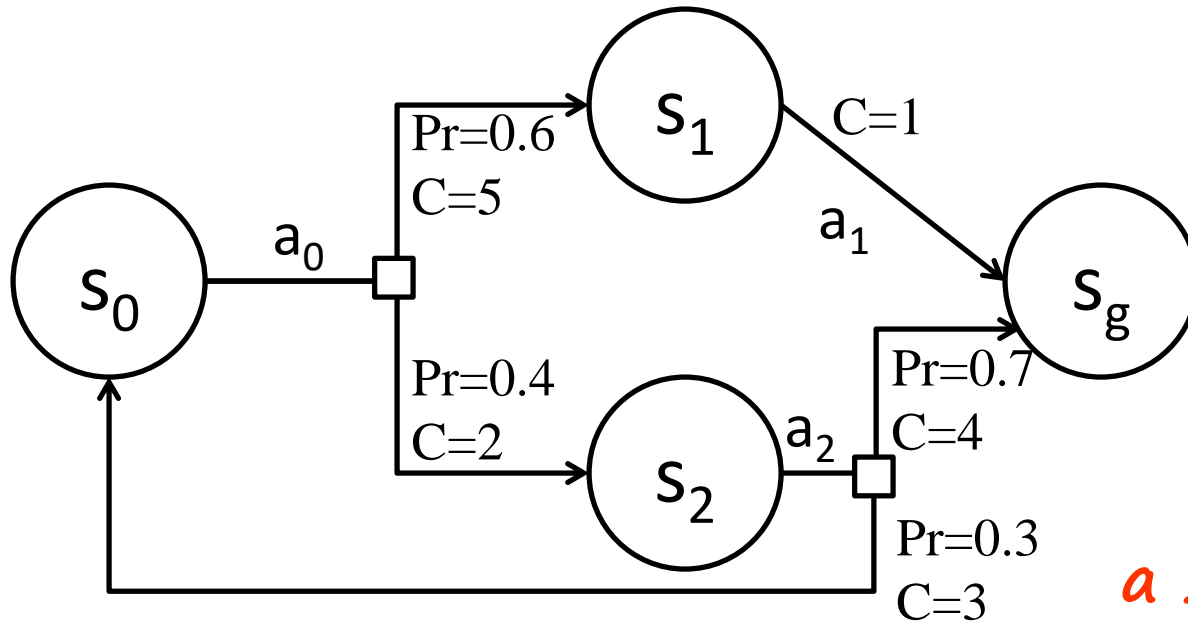 s₁
C=1
Pr=0.6
C=5
a₀
a₁
s₀
s_g
Pr=0.4
C=2
Pr=0.7
C=4
a₂
s₂
Pr=0.3
C=3
a